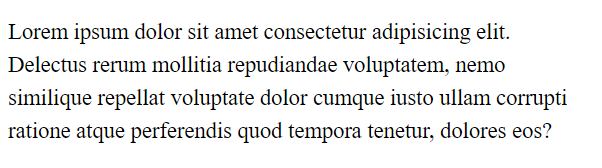 Lorem ipsum dolor sit amet consectetur adipisicing elit.
Delectus rerum mollitia repudiandae voluptatem, nemo
similique repellat voluptate dolor cumque iusto ullam corrupti
ratione atque perferendis quod tempora tenetur, dolores eos?